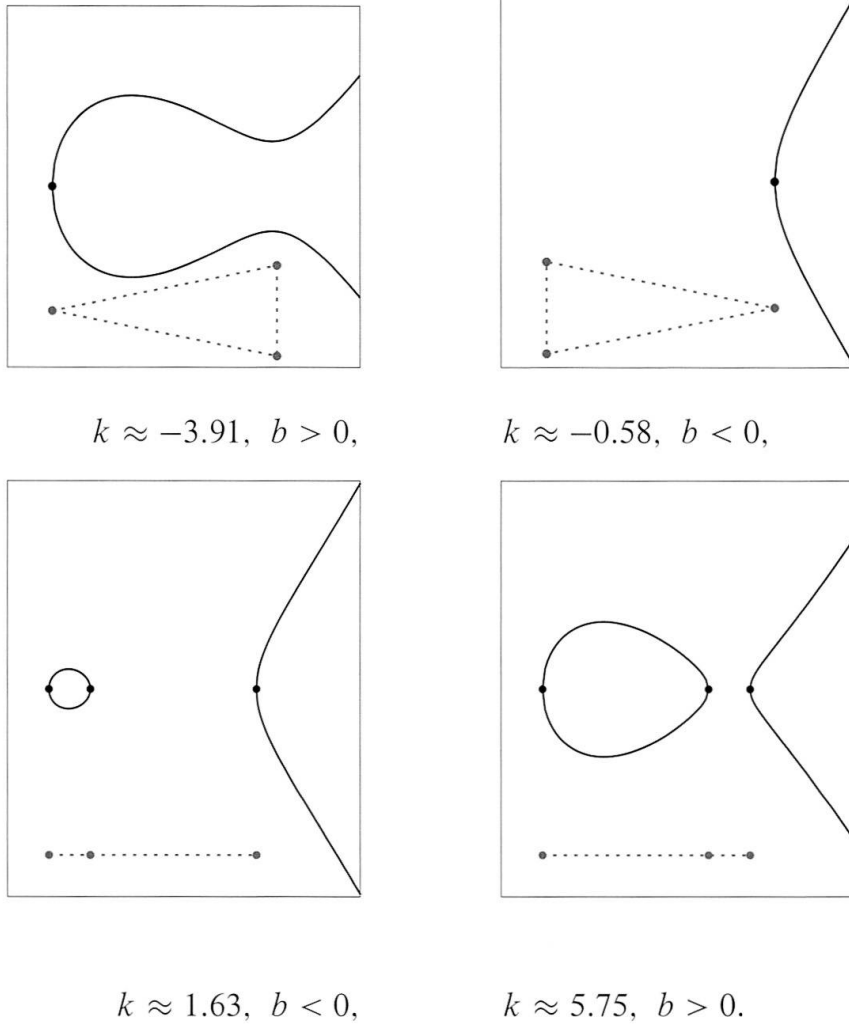 k ≈ −3.91, b > 0,
k ≈ −0.58, b < 0,
k ≈ 1.63, b < 0,
k ≈ 5.75, b > 0.